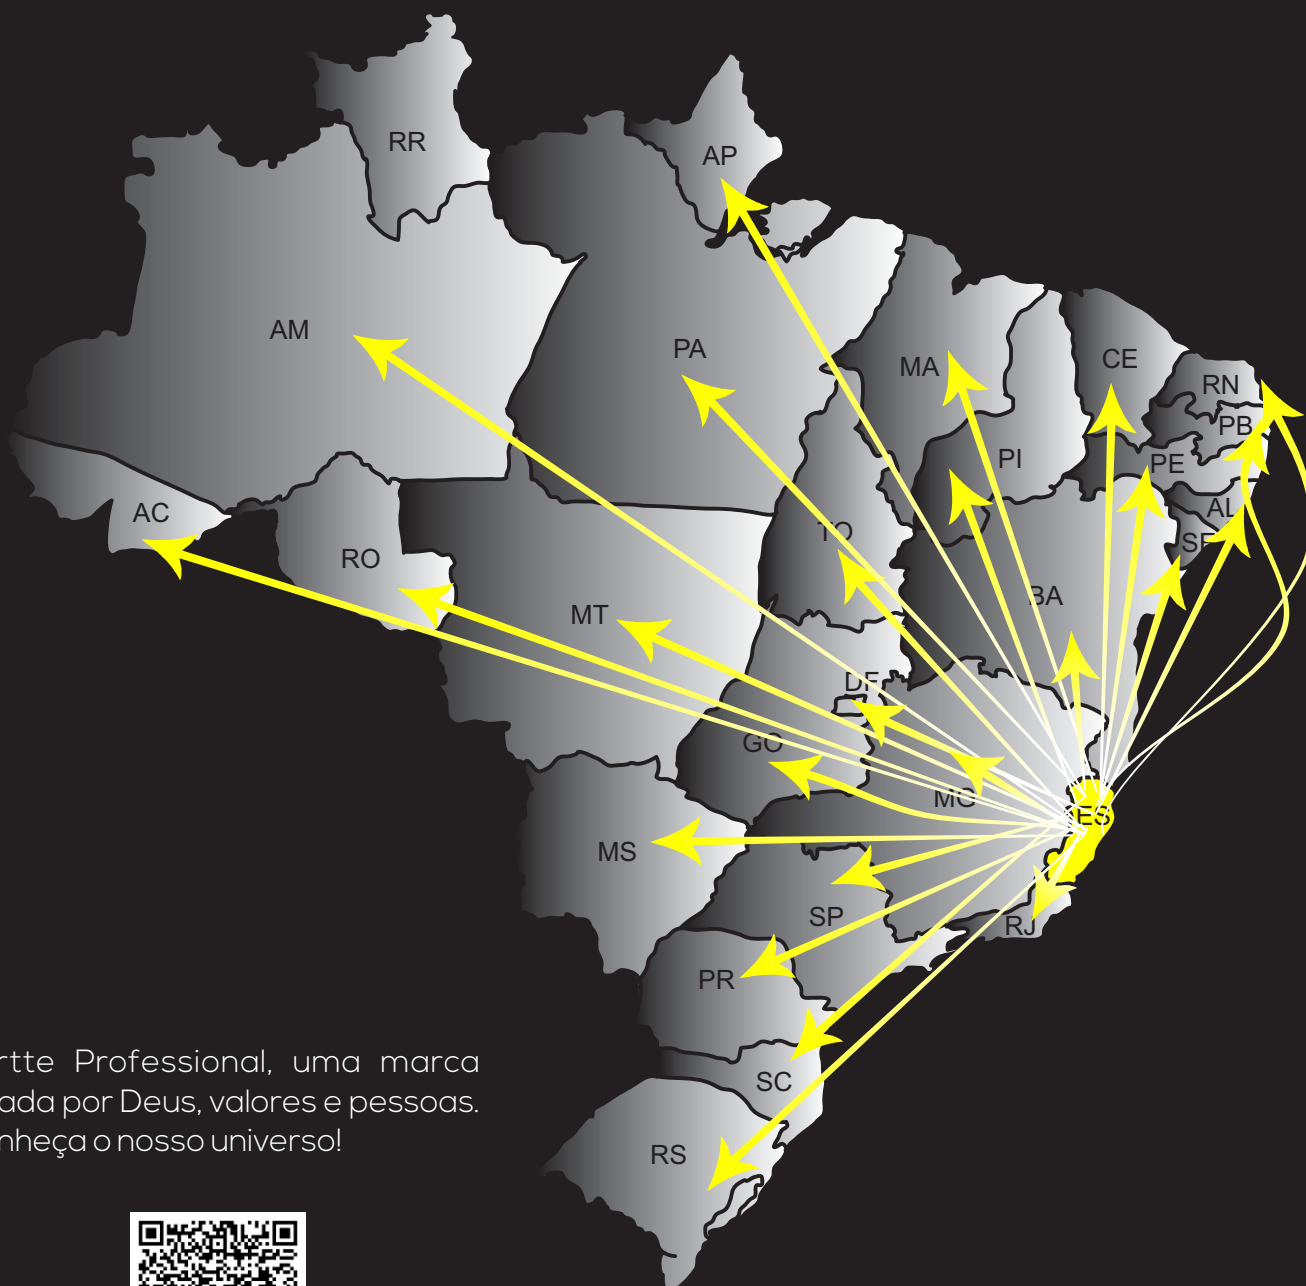 RR
AP
AM
PA
MA
CE
RN
PB
PI
PE
AC
AL
TO
SE
RO
BA
MT
DF
GO
MG
ES
MS
SP
RJ
PR
SC
RS
rtte Professional, uma marca
ada por Deus, valores e pessoas.
nheça o nosso universo!